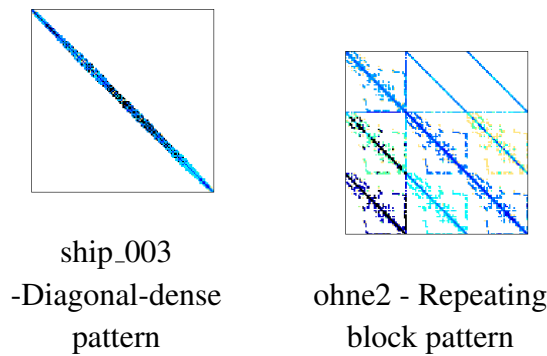 ship_003
-Diagonal-dense
pattern
ohne2 - Repeating
block pattern